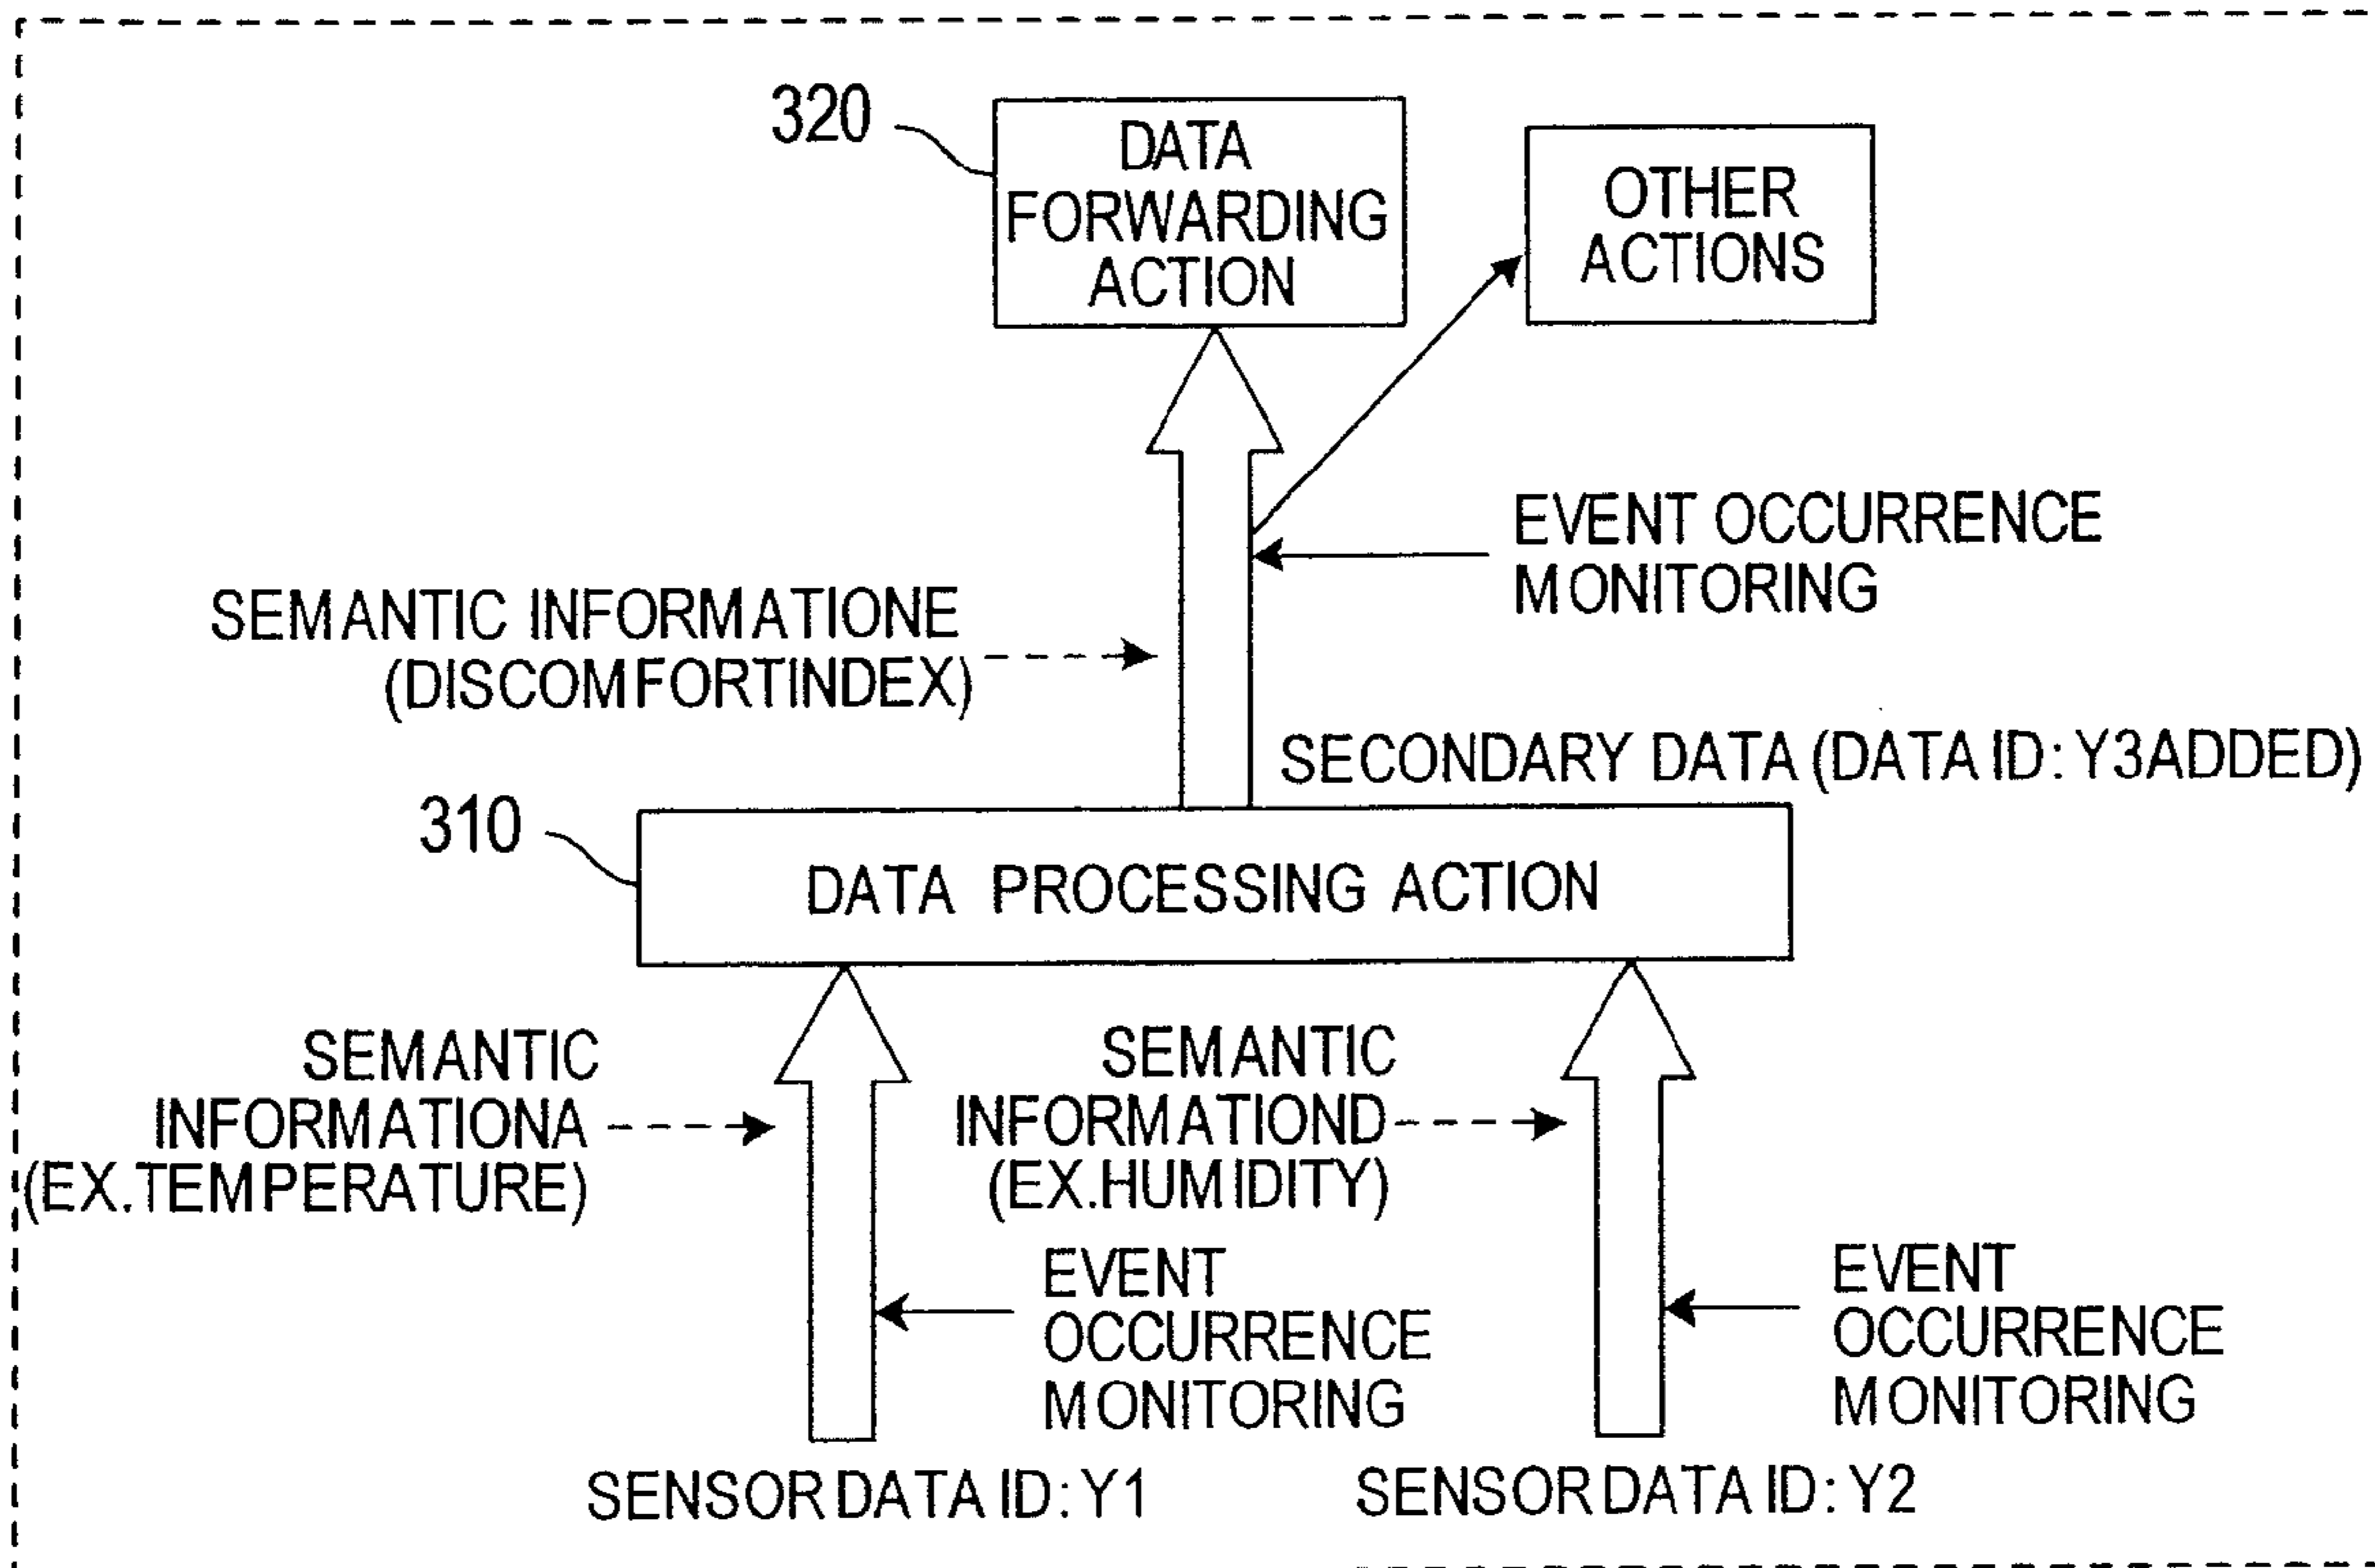 320
DATA
FORWARDING
ACTION
OTHER
ACTIONS
EVENT OCCURRENCE
MONITORING
SEMANTIC INFORMATIONE
(DISCOMFORTINDEX)
SECONDARY DATA (DATA ID: Y3ADDED)
310
DATA PROCESSING ACTION
SEMANTIC
INFORMATIONA
(EX.TEMPERATURE)
SEMANTIC
INFORMATIOND
(EX.HUMIDITY)
EVENT
OCCURRENCE
MONITORING
EVENT
OCCURRENCE
MONITORING
SENSOR DATA ID: Y1
SENSOR DATA ID: Y2